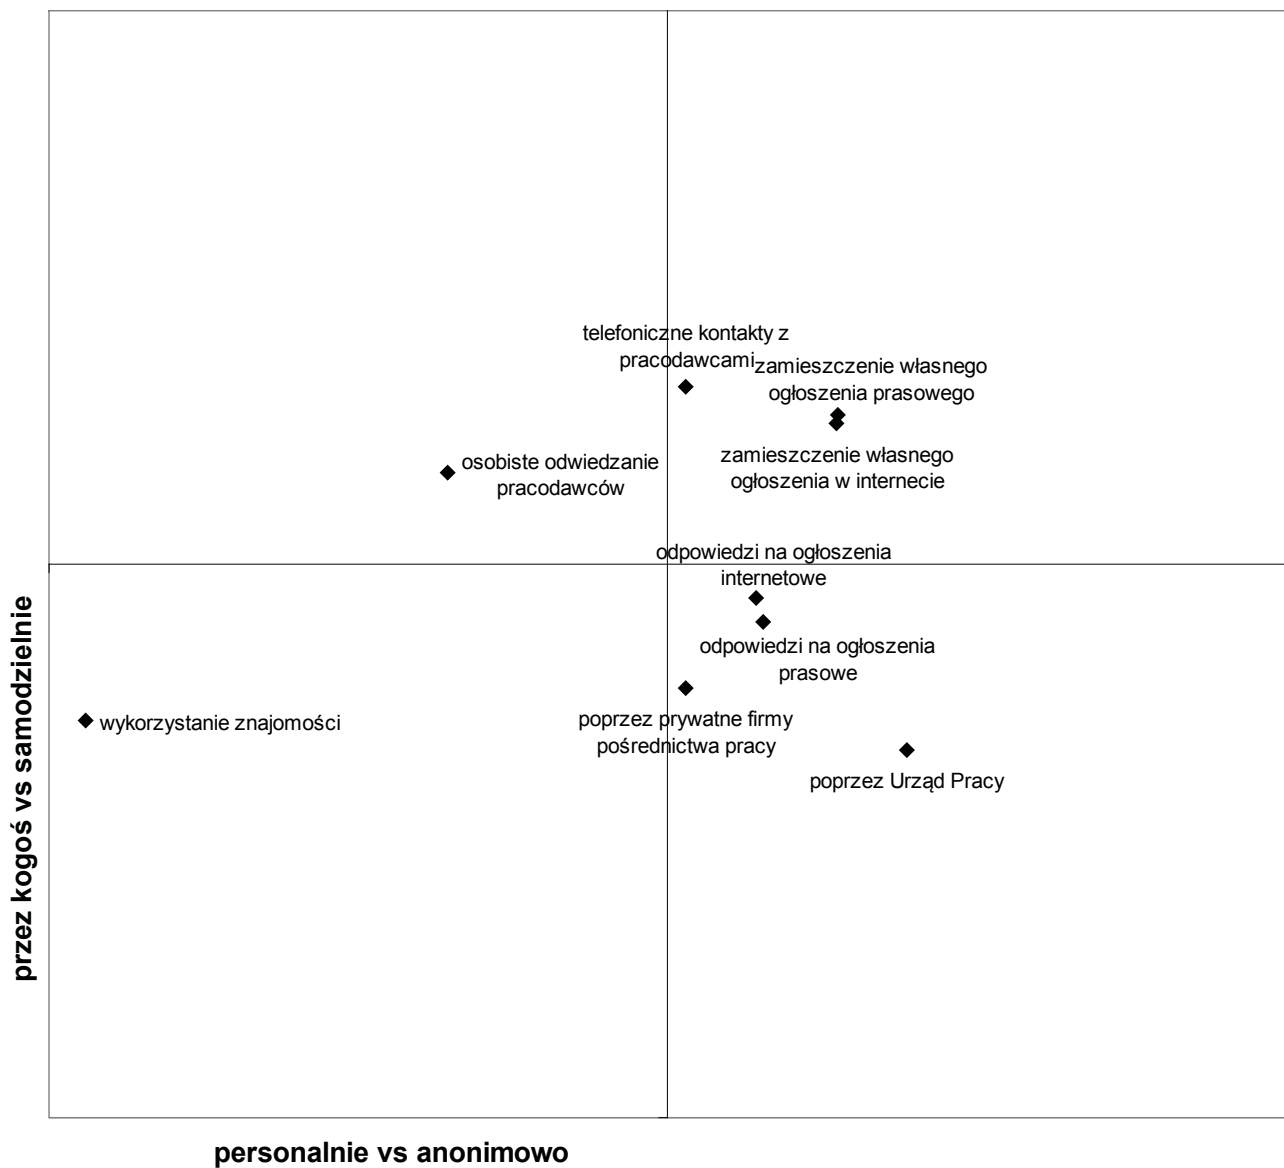 telefoniczne kontakty z
pracodawcami
zamieszczenie własnego
ogłoszenia prasowego
zamieszczenie własnego
ogłoszenia w internecie
osobiste odwiedzanie
pracodawców
odpowiedzi na ogłoszenia
internetowe
odpowiedzi na ogłoszenia
prasowe
poprzez prywatne firmy
pośrednictwa pracy
wykorzystanie znajomości
poprzez Urząd Pracy
przez kogoś vs samodzielnie
personalnie vs anonimowo